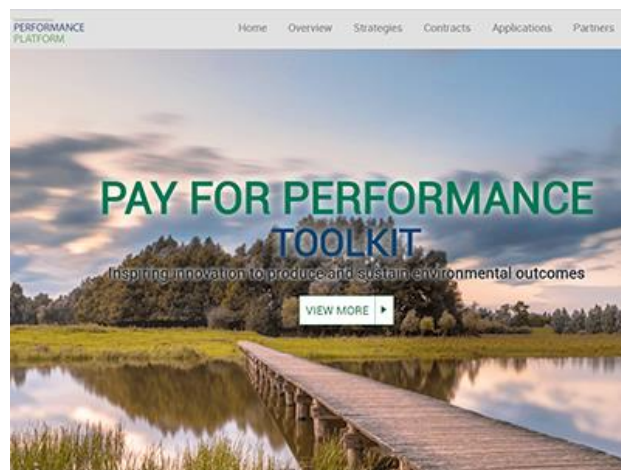 PERFORMANCE
PLATFORM
Home Overview Strategies Contracts Applications Partners
PAY FOR PERFORMANCE
TOOLKIT
Inspiring innovation to produce and sustain environmental outcomes
VIEW MORE